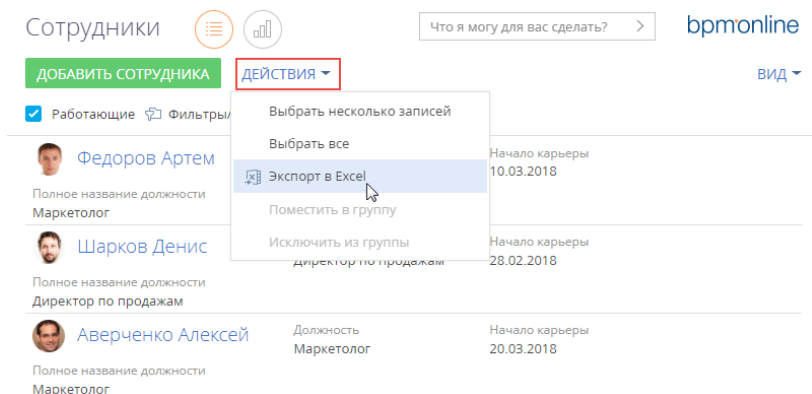 Сотрудники
Что я могу для вас сделать?
bpmonline
ДОБАВИТЬ СОТРУДНИКА ДЕЙСТВИЯ ВИД
Работающие Фильтры/
Выбрать несколько записей
Выбрать все
Экспорт в Excel
Поместить в группу
Исключить из группы
Федоров Артем
Начало карьеры
10.03.2018
Полное название должности
Маркетолог
Шарков Денис
Начало карьеры
Директор по продажам 28.02.2018
Полное название должности
Директор по продажам
Аверченко Алексей
Должность Начало карьеры
Маркетолог 20.03.2018
Полное название должности
Маркетолог